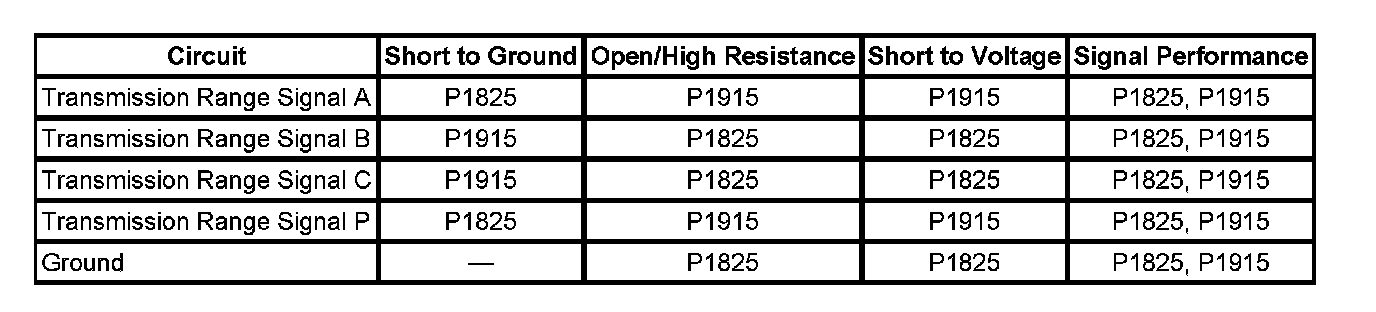 Circuit Short to Ground Open/High Resistance Short to Voltage Signal Performance
Transmission Range Signal A P1825 P1915 P1915 P1825, P1915
Transmission Range Signal B P1915 P1825 P1825 P1825, P1915
Transmission Range Signal C P1915 P1825 P1825 P1825, P1915
Transmission Range Signal P P1825 P1915 P1915 P1825, P1915
Ground — P1825 P1825 P1825, P1915